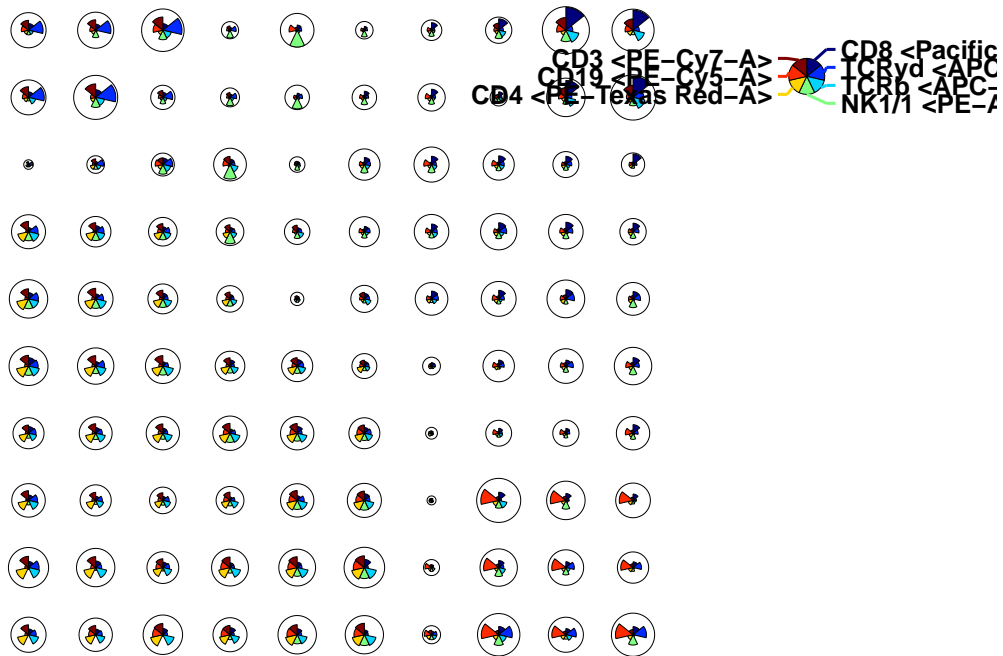 CD3 <PE−Cy7−A>
CD19 <PE−Cy5−A>
CD4 <PE−Texas Red−A>
CD8 <Pacific
TCRyd <APC
TCRb <APC−
NK1/1 <PE−A